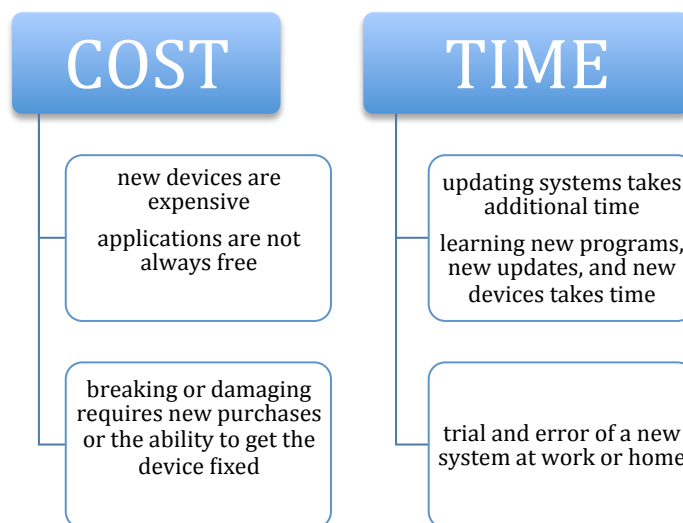 COST
new devices are
expensive
applications are not
always free
breaking or damaging
requires new purchases
or the ability to get the
device fixed
TIME
updating systems takes
additional time
learning new programs,
new updates, and new
devices takes time
trial and error of a new
system at work or home